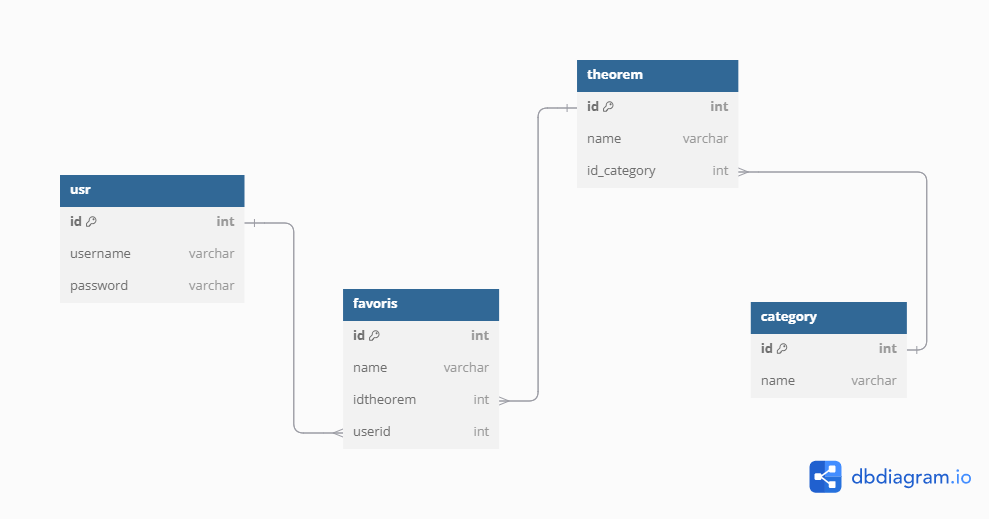 usr
id int
username varchar
password varchar
favoris
id int
name varchar
idtheorem int
userid int
theorem
id int
name varchar
id_category int
category
id int
name varchar
dbdiagram.io